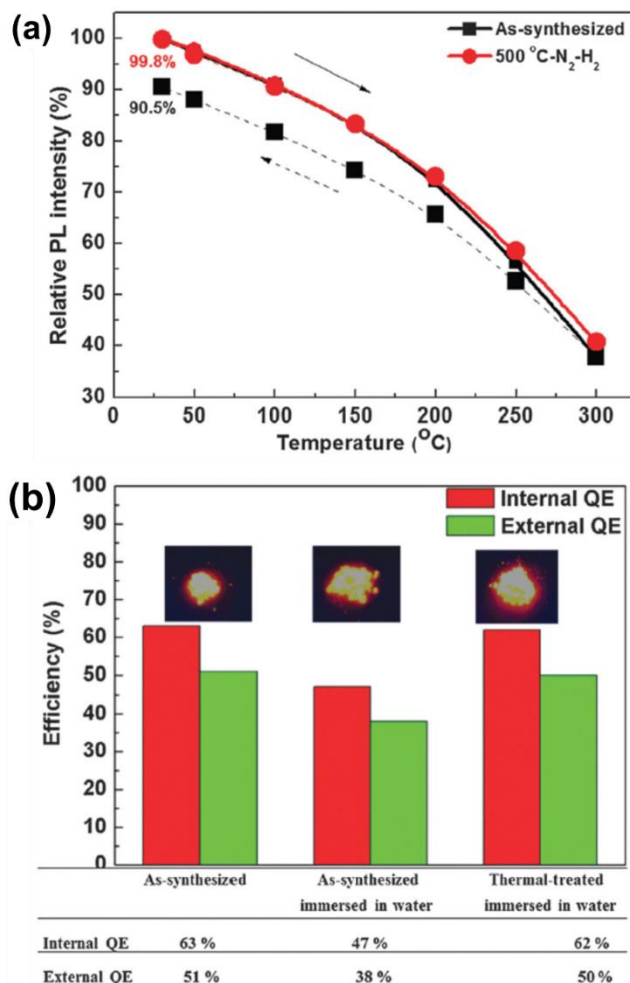 (a)
As-synthesized
500 °C-N₂-H₂
100
90
80
70
60
50
40
30
99.8%
90.5%
Relative PL intensity (%)
0 50 100 150 200 250 300
Temperature (°C)
(b)
Internal QE
External QE
100
90
80
70
60
50
40
30
20
10
0
Efficiency (%)
As-synthesized As-synthesized Thermal-treated
immersed in water immersed in water
Internal QE 63 % 47 % 62 %
External QE 51 % 38 % 50 %